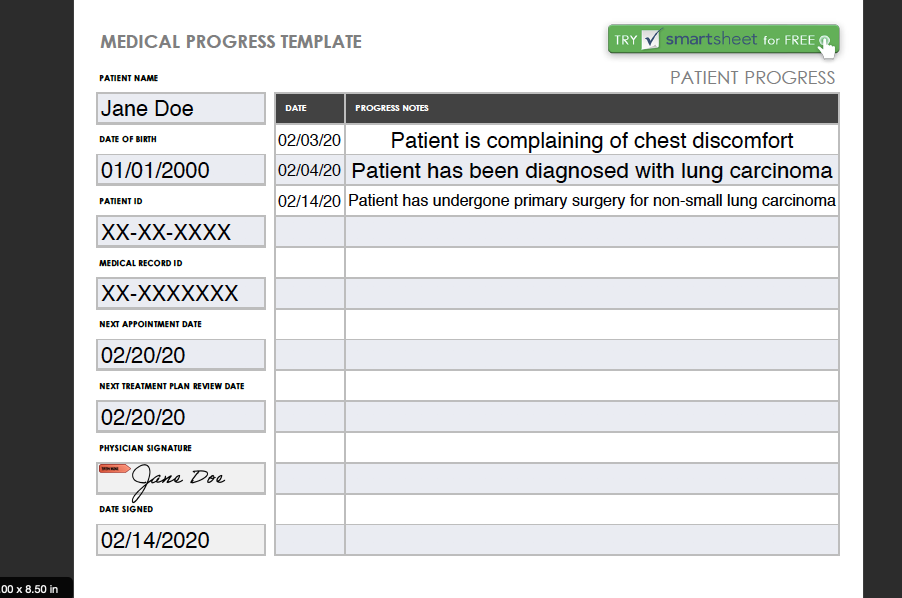 MEDICAL PROGRESS TEMPLATE
TRY smartsheet for FREE
PATIENT PROGRESS
PATIENT NAME
Jane Doe
DATE OF BIRTH
01/01/2000
PATIENT ID
XX-XX-XXXX
MEDICAL RECORD ID
XX-XXXXXXX
NEXT APPOINTMENT DATE
02/20/20
NEXT TREATMENT PLAN REVIEW DATE
02/20/20
PHYSICIAN SIGNATURE
Jane Doe
DATE SIGNED
02/14/2020
DATE PROGRESS NOTES
02/03/20 Patient is complaining of chest discomfort
02/04/20 Patient has been diagnosed with lung carcinoma
02/14/20 Patient has undergone primary surgery for non-small lung carcinoma
.00 x 8.50 in